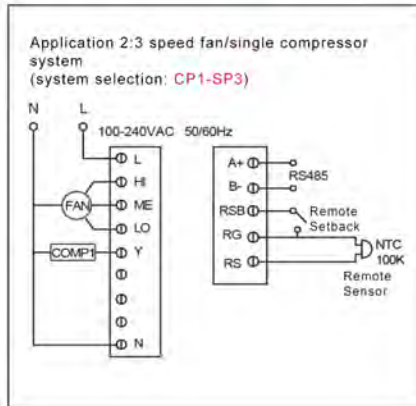 Application 2:3 speed fan/single compressor
system
(system selection: CP1-SP3)
N L
100-240VAC 50/60Hz
L
HI
FAN ME
LO
COMP1 Y
N
A+
RS485
B-
RSB Remote
Setback
RG
NTC
100K
RS
Remote
Sensor